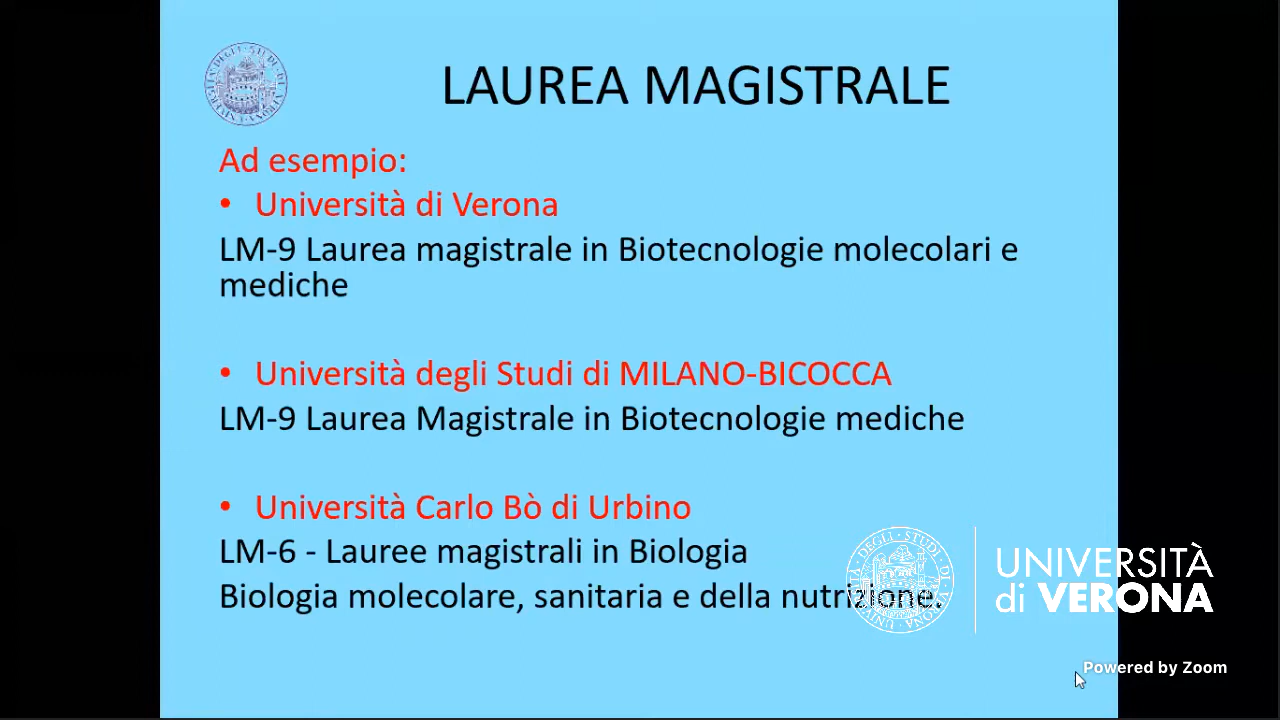 LAUREA MAGISTRALE
Ad esempio:
• Università di Verona
LM-9 Laurea magistrale in Biotecnologie molecolari e
mediche
• Università degli Studi di MILANO-BICOCCA
LM-9 Laurea Magistrale in Biotecnologie mediche
• Università Carlo Bò di Urbino
LM-6 - Lauree magistrali in Biologia
Biologia molecolare, sanitaria e della nutrizione.
UNIVERSITÀ
di VERONA
Powered by Zoom